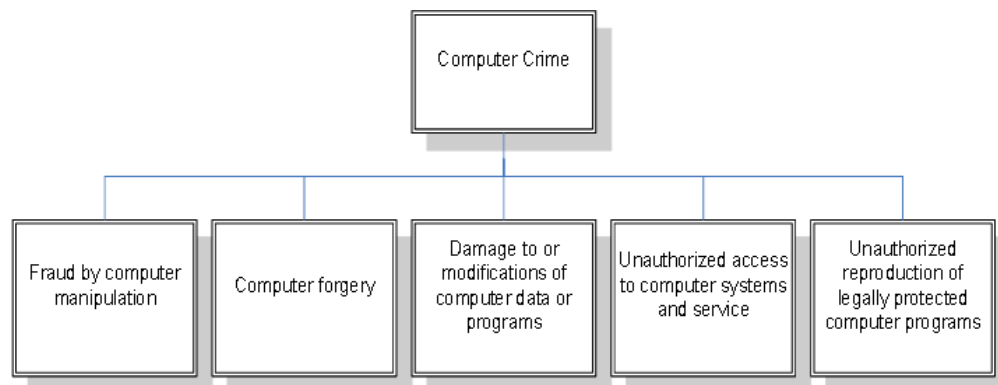 Computer Crime
Fraud by computer
manipulation
Computer forgery
Damage to or
modifications of
computer data or
programs
Unauthorized access
to computer systems
and service
Unauthorized
reproduction of
legally protected
computer programs